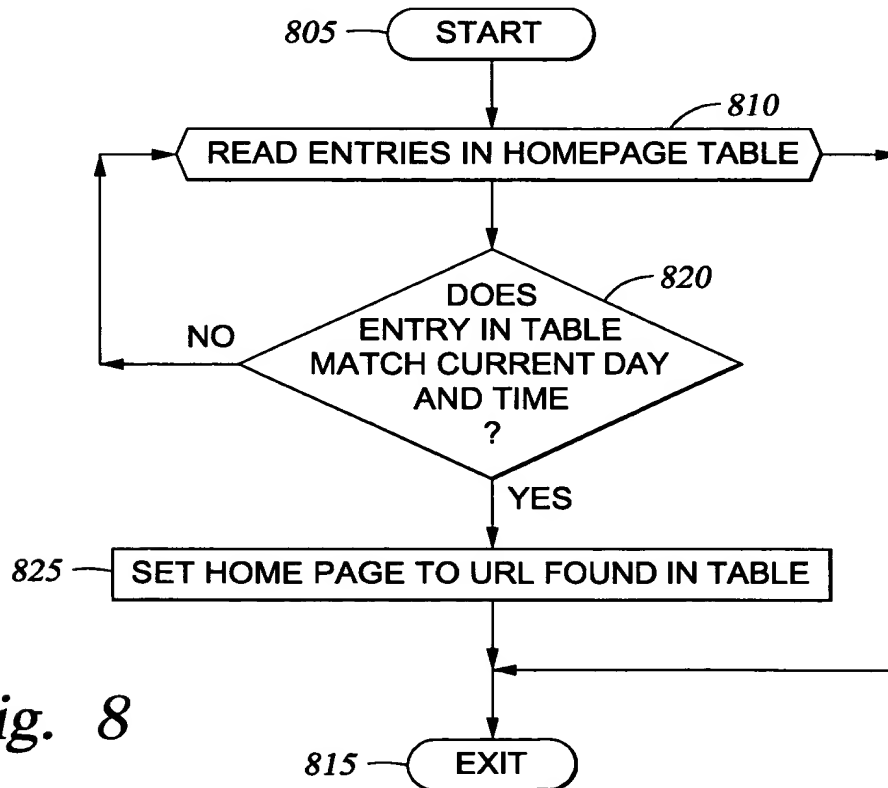 805
START
810
READ ENTRIES IN HOMEPAGE TABLE
820
DOES
ENTRY IN TABLE
MATCH CURRENT DAY
AND TIME
?
NO
YES
825
SET HOME PAGE TO URL FOUND IN TABLE
ig. 8
815
EXIT